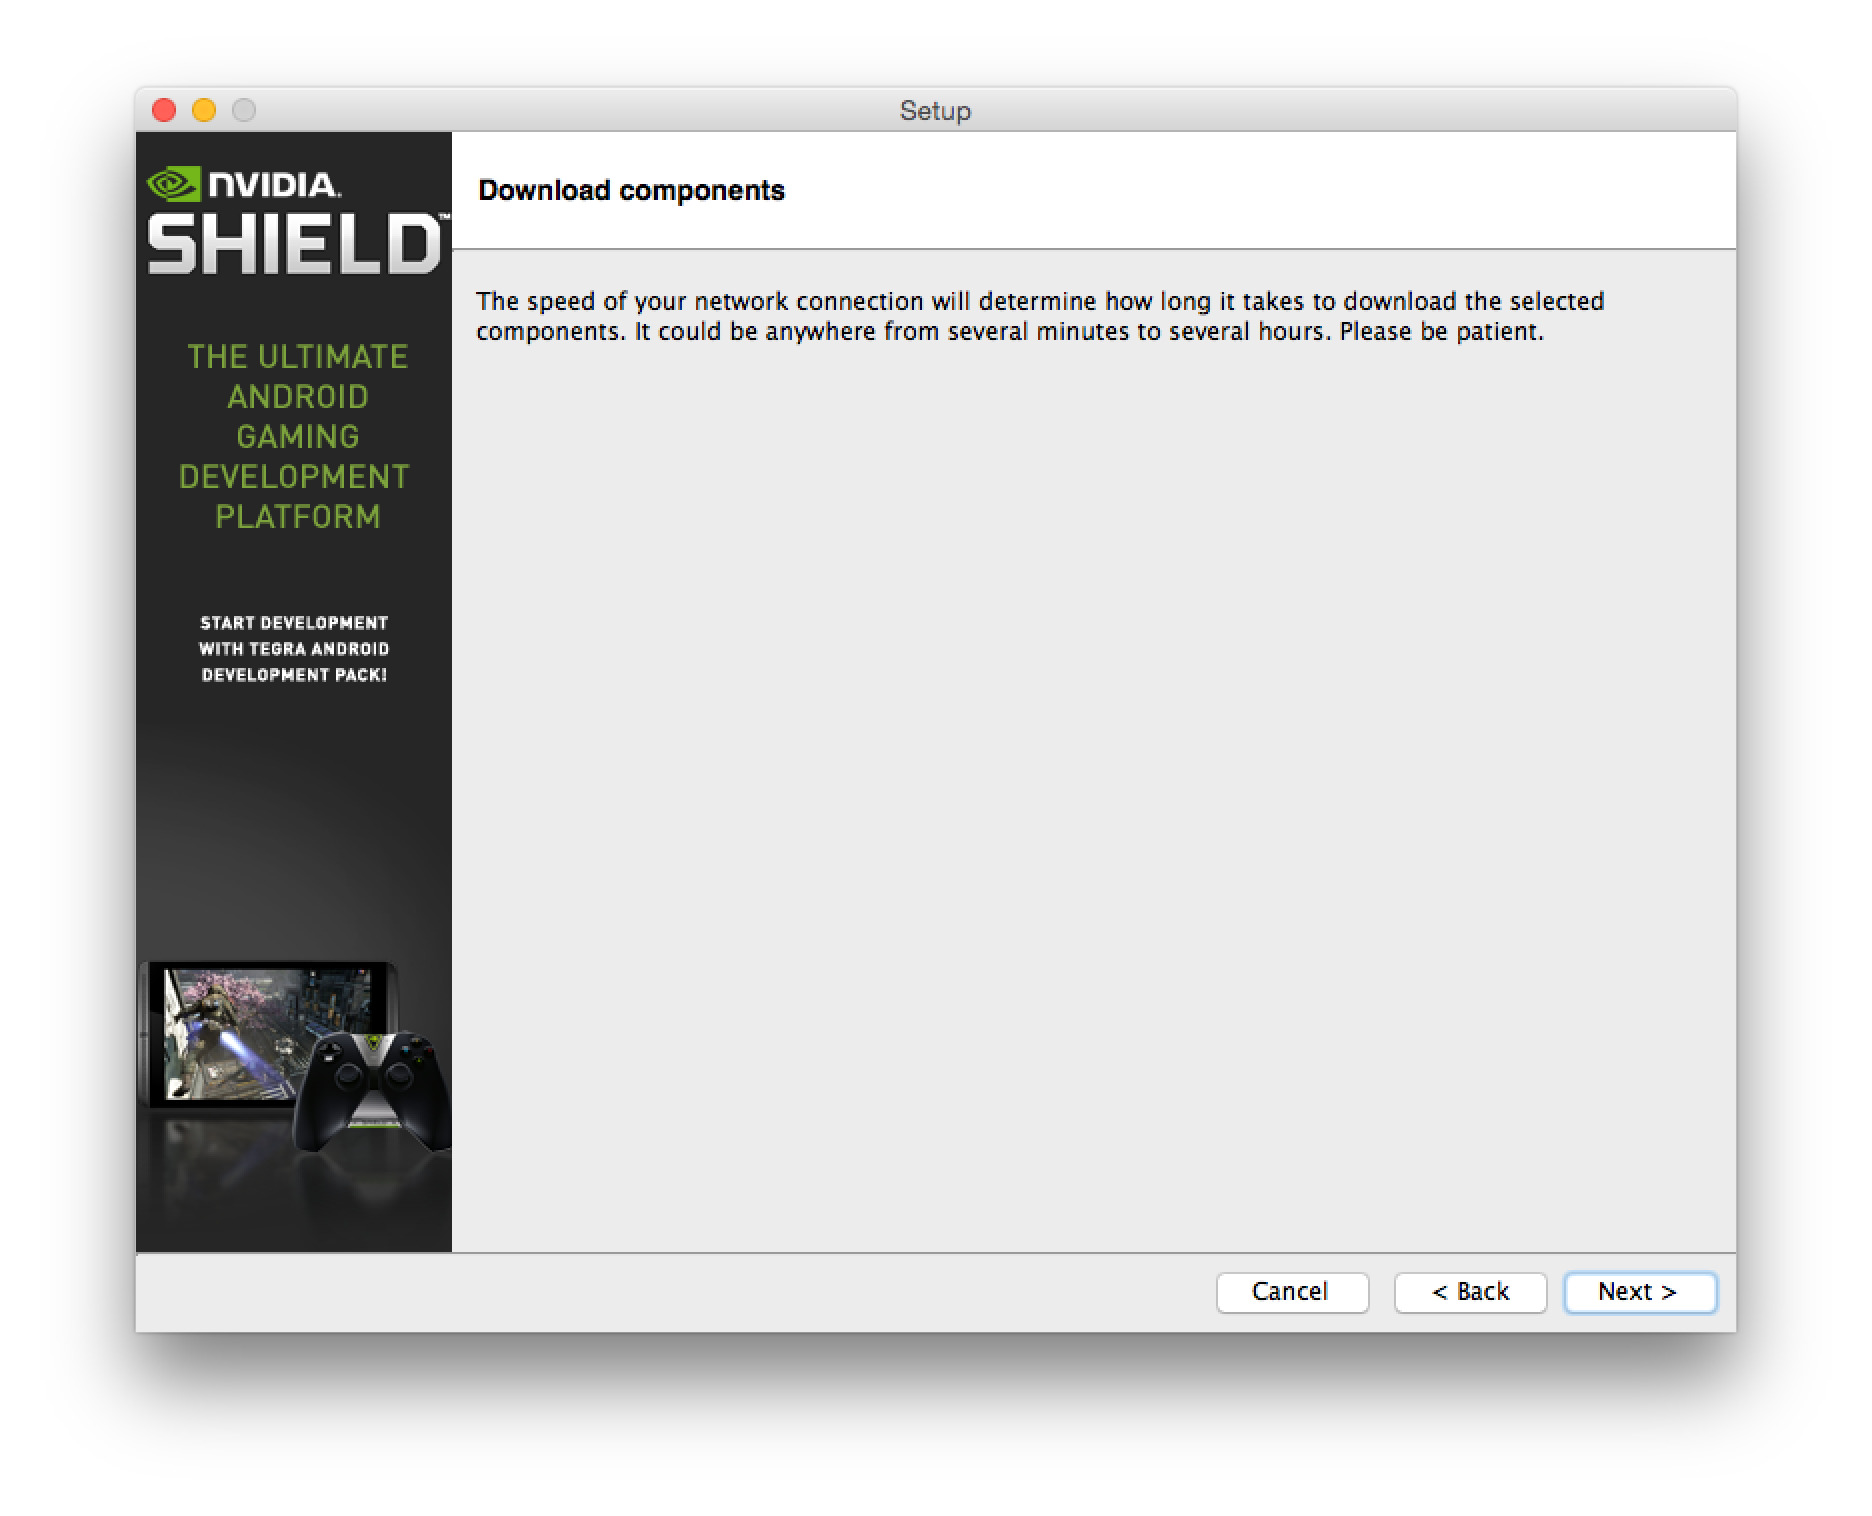 Setup
NVIDIA.
SHIELD™
THE ULTIMATE
ANDROID
GAMING
DEVELOPMENT
PLATFORM
START DEVELOPMENT
WITH TEGRA ANDROID
DEVELOPMENT PACK!
Download components
The speed of your network connection will determine how long it takes to download the selected
components. It could be anywhere from several minutes to several hours. Please be patient.
Cancel
< Back
Next >